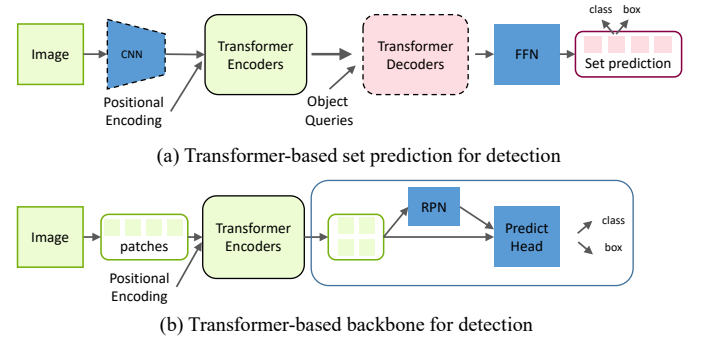 class box
Image
CNN
Transformer
Encoders
Transformer
Decoders
FFN
Set prediction
Positional
Encoding
Object
Queries
(a) Transformer-based set prediction for detection
Image
patches
Transformer
Encoders
RPN
Predict
Head
class
box
Positional
Encoding
(b) Transformer-based backbone for detection